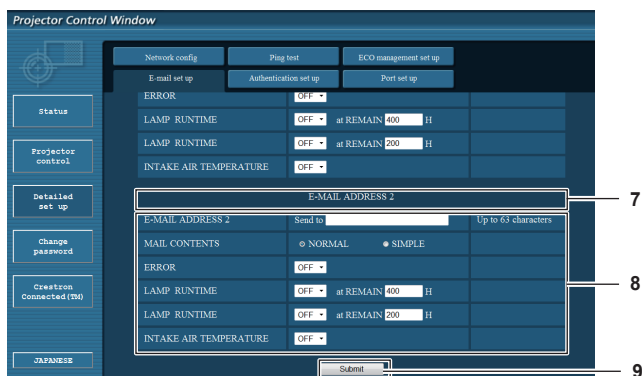 Projector Control Window
Network config
Ping test
ECO management set up
E-mail set up
Authentication set up
Port set up
Status
Projector
control
Detailed
set up
Change
password
Crestron
Connected(TM)
JAPANESE
ERROR OFF
LAMP RUNTIME OFF at REMAIN 400 H
LAMP RUNTIME OFF at REMAIN 200 H
INTAKE AIR TEMPERATURE OFF
E-MAIL ADDRESS 2 7
E-MAIL ADDRESS 2 Send to Up to 63 characters
MAIL CONTENTS NORMAL SIMPLE
ERROR OFF
8
LAMP RUNTIME OFF at REMAIN 400 H
LAMP RUNTIME OFF at REMAIN 200 H
INTAKE AIR TEMPERATURE OFF
Submit 9